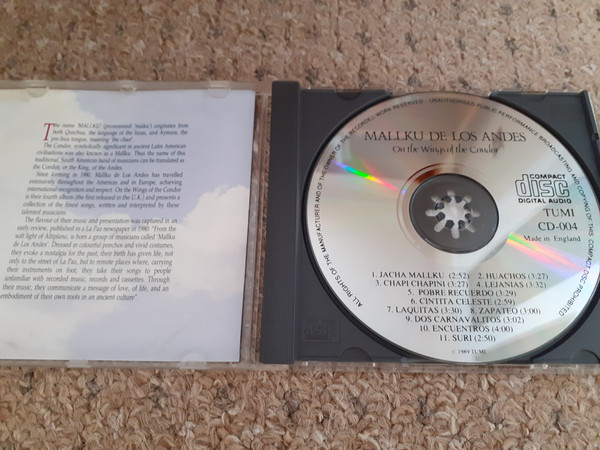 The name 'MALLKU' (pronounced 'maiku') originates from
both Quechua, the language of the Incas, and Aymara, the
pre-Inca tongue, meaning 'the chief'.
The Condor, symbolically significant in ancient Latin American
civilisations was also known as a Mallku. Thus the name of this
traditional, South American band of musicians can be translated as
the Condor, or the King, of the Andes.
Since forming in 1980, Mallku de Los Andes has travelled
extensively throughout the Americas and in Europe, achieving
international recognition and respect. On the Wings of the Condor
is their fourth album (the first released in the U.K.) and presents a
collection of the finest songs, written and interpreted by these
talented musicians.
The flavour of their music and presentation was captured in an
early review, published in a La Paz newspaper in 1980: "From the
soft light of Altiplano, is born a group of musicians called 'Mallku
de Los Andes'. Dressed in colourful ponchos and vivid costumes,
they evoke a nostalgia for the past, their birth has given life, not
only to the street of La Paz, but to remote places where, carrying
their instruments on foot, they take their songs to people
unfamiliar with recorded music, records and cassettes. Through
their music, they communicate a message of love, of life, and an
embodiment of their own roots in an ancient culture".
ALL RIGHTS OF THE MANUFACTURER AND OF THE OWNER OF THE RECORDED WORK RESERVED · UNAUTHORISED PUBLIC PERFORMANCE BROADCASTING AND COPYING OF THIS COMPACT DISC PROHIBITED
MALLKU DE LOS ANDES
On the Wings of the Condor
COMPACT
disc
DIGITAL AUDIO
TUMI
CD-004
Made in England
1. JACHA MALLKU (2:52) 2. HUACHOS (3:27)
3. CHAPI CHAPINI (3:27) 4. LEJANIAS (3:32)
5. POBRE RECUERDO (3:29)
6. CINTITA CELESTE (2:59)
7. LAQUITAS (3:30) 8. ZAPATEO (3:00)
9. DOS CARNAVALITOS (3:02)
10. ENCUENTROS (4:00)
11. SURI (2:50)
© 1989 TUMI